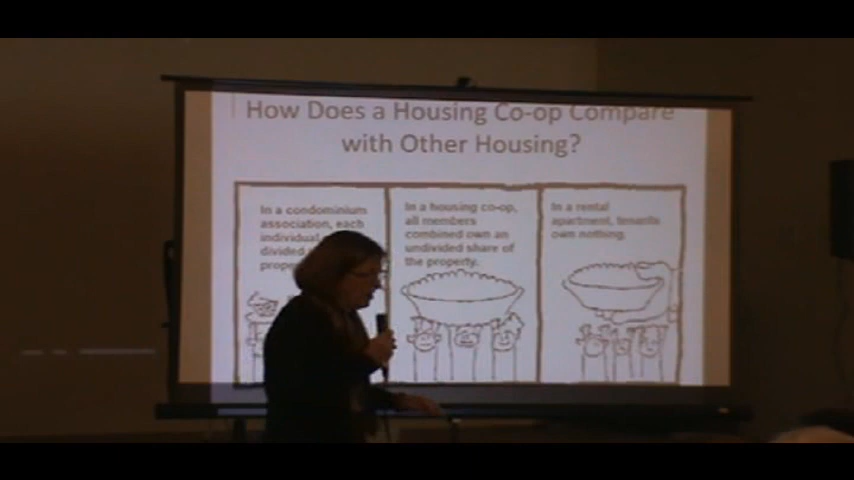 How Does a Housing Co-op Compare
with Other Housing?
In a condominium
association, each
individual
divided
In a housing co-op,
all members
combined own an
undivided share of
the property.
In a rental
apartment, tenants
own nothing.